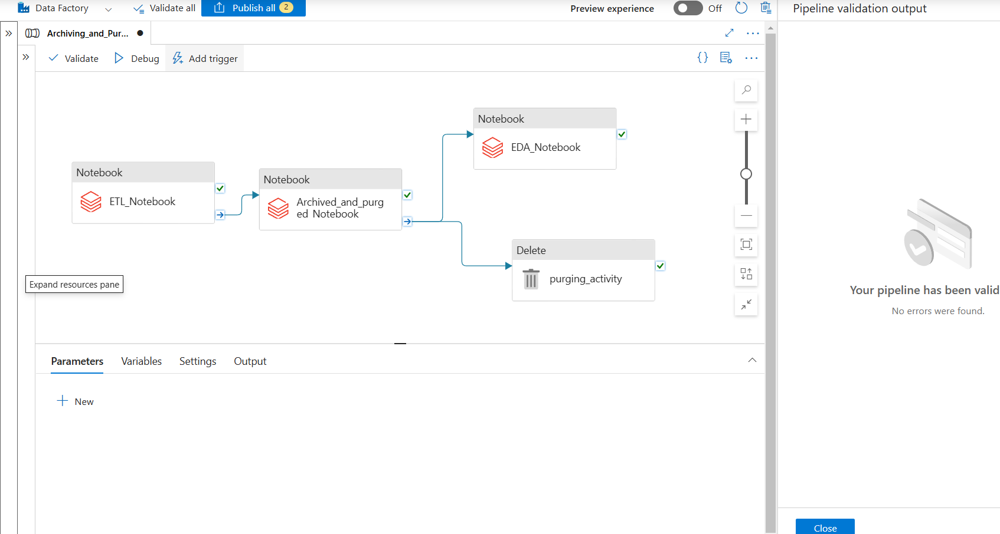 Data Factory
Validate all
Publish all 2
Preview experience
Off
Pipeline validation output
Archiving_and_Pur...
Validate
Debug
Add trigger
{}
Notebook
EDA_Notebook
Notebook
ETL_Notebook
Notebook
Archived_and_purg
ed_Notebook
Delete
purging_activity
Expand resources pane
Your pipeline has been valid
No errors were found.
Parameters
Variables
Settings
Output
New
Close